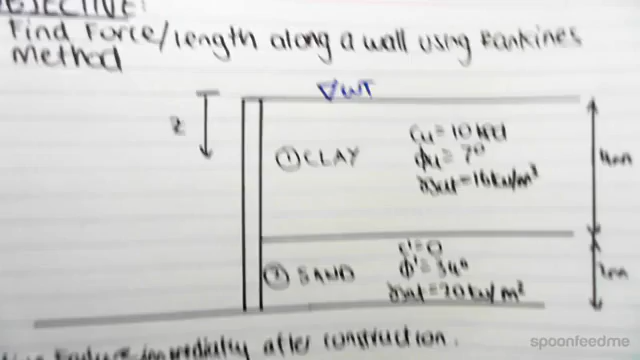 OBJECTIVE:
Find Force/length along a wall using Rankines
Method
▽WT
z
① CLAY
Cu = 10 kPa
ϕu = 7°
γsat = 16 kN/m³
4m
② SAND
c' = 0
ϕ' = 34°
γsat = 20 kN/m³
2m
immediatly after construction.
spoonfeedme